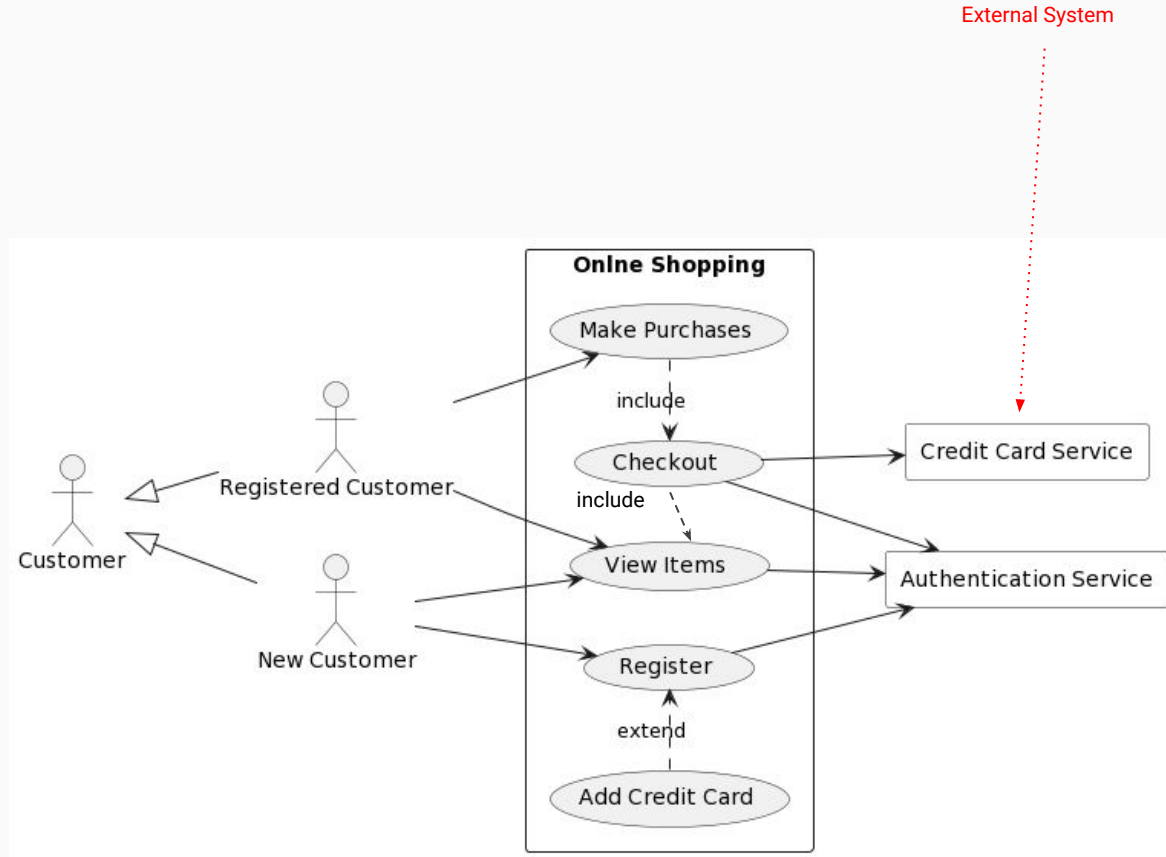 External System
Onlne Shopping
Make Purchases
include
Checkout
Credit Card Service
Registered Customer
include
Customer
View Items
Authentication Service
New Customer
Register
extend
Add Credit Card